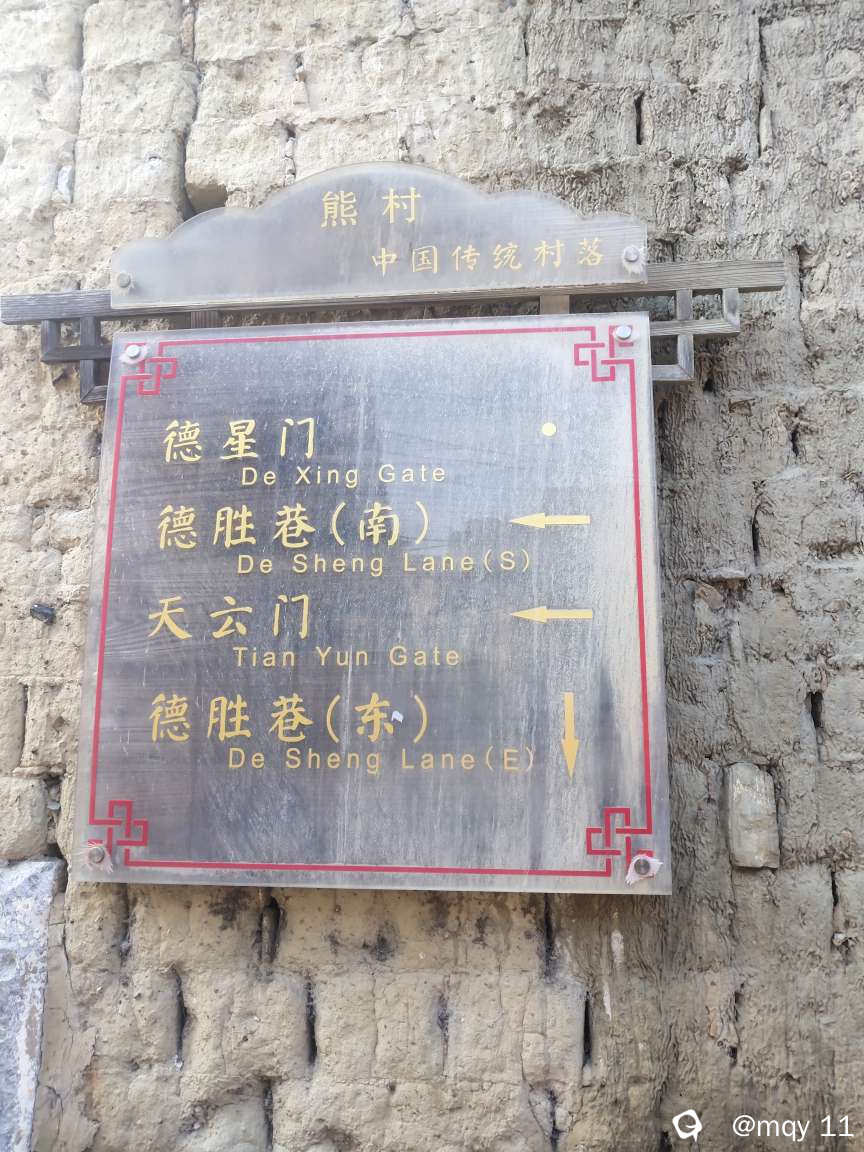 熊村
中国传统村落
德星门
De Xing Gate
德胜巷(南)
De Sheng Lane(S)
天云门
Tian Yun Gate
德胜巷(东)
De Sheng Lane(E)
@mqy 11